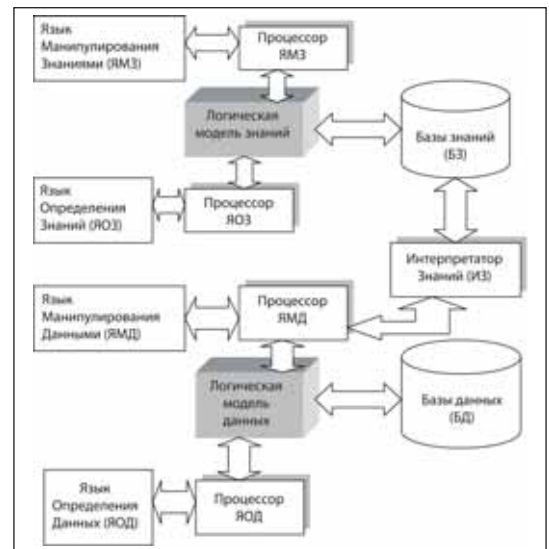 Язык
Манипулирования
Знаниями (ЯМЗ)
Процессор
ЯМЗ
Логическая
модель знаний
Базы знаний
(БЗ)
Язык
Определения
Знаний (ЯОЗ)
Процессор
ЯОЗ
Интерпретатор
Знаний (ИЗ)
Язык
Манипулирования
Данными (ЯМД)
Процессор
ЯМД
Логическая
модель
данных
Базы данных
(БД)
Язык
Определения
Данных (ЯОД)
Процессор
ЯОД